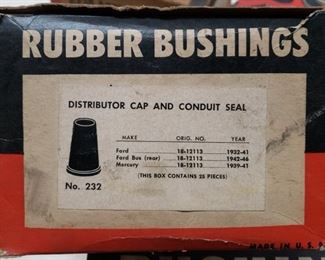 RUBBER BUSHINGS
DISTRIBUTOR CAP AND CONDUIT SEAL
MAKE ORIG. NO. YEAR
Ford 18-12113 1932-41
Ford Bus (rear) 18-12113 1942-46
Mercury 18-12113 1939-41
(THIS BOX CONTAINS 25 PIECES)
No. 232
MADE IN U. S.